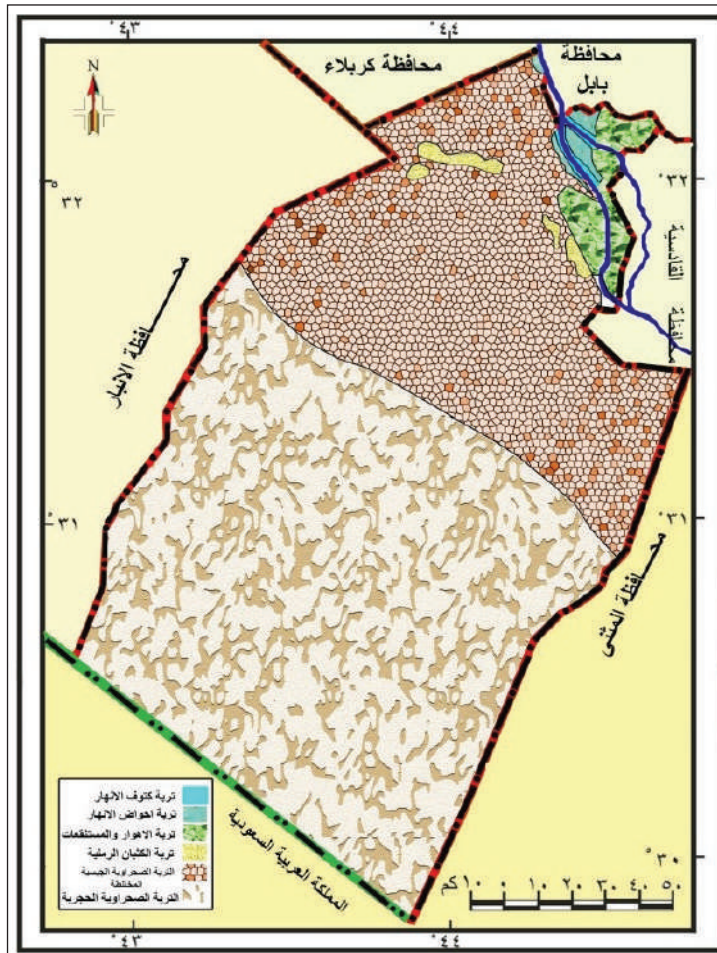 °٤٣
°٤٤
محافظة كربلاء
محافظة
بابل
°٣٢
°٣٢
محافظة القادسية
محـــافظة الانبار
°٣١
°٣١
محـــافظة المثنى
المملكة العربية السعودية
تربة كتوف الانهار
تربة احواض الانهار
تربة الاهوار والمستنقعات
تربة الكثبان الرملية
التربة الصحراوية الجبسية
المختلطة
التربة الصحراوية الحجرية
°٣٠
١٠ ٠ ١٠ ٢٠ ٣٠ ٤٠ ٥٠ كم
°٤٣
°٤٤